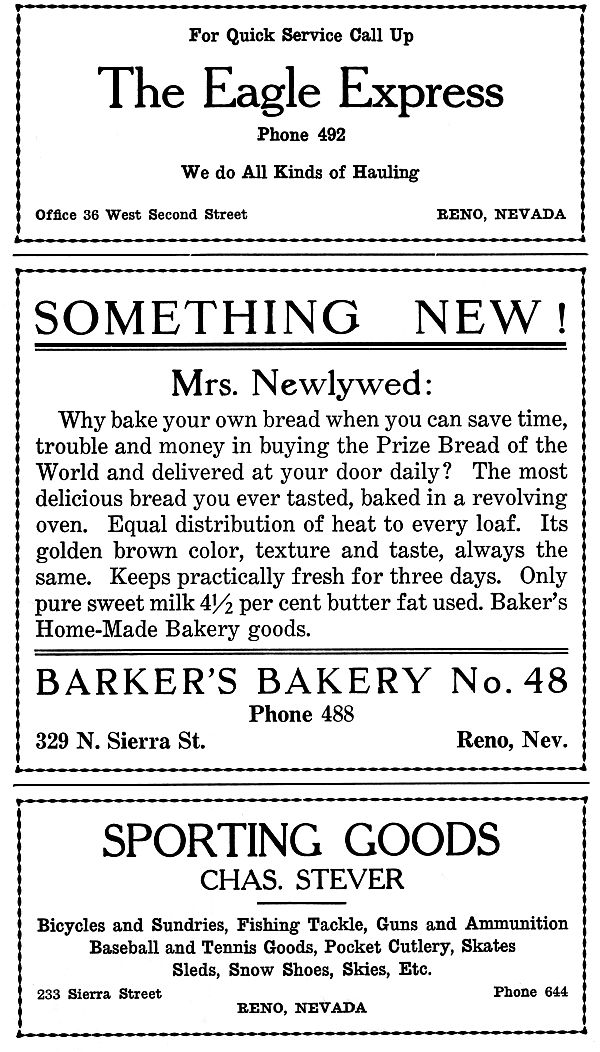 For Quick Service Call Up
The Eagle Express
Phone 492
We do All Kinds of Hauling
Office 36 West Second Street RENO, NEVADA
SOMETHING NEW!
Mrs. Newlywed:
Why bake your own bread when you can save time,
trouble and money in buying the Prize Bread of the
World and delivered at your door daily? The most
delicious bread you ever tasted, baked in a revolving
oven. Equal distribution of heat to every loaf. Its
golden brown color, texture and taste, always the
same. Keeps practically fresh for three days. Only
pure sweet milk 4½ per cent butter fat used. Baker's
Home-Made Bakery goods.
BARKER'S BAKERY No. 48
Phone 488
329 N. Sierra St. Reno, Nev.
SPORTING GOODS
CHAS. STEVER
Bicycles and Sundries, Fishing Tackle, Guns and Ammunition
Baseball and Tennis Goods, Pocket Cutlery, Skates
Sleds, Snow Shoes, Skies, Etc.
233 Sierra Street Phone 644
RENO, NEVADA